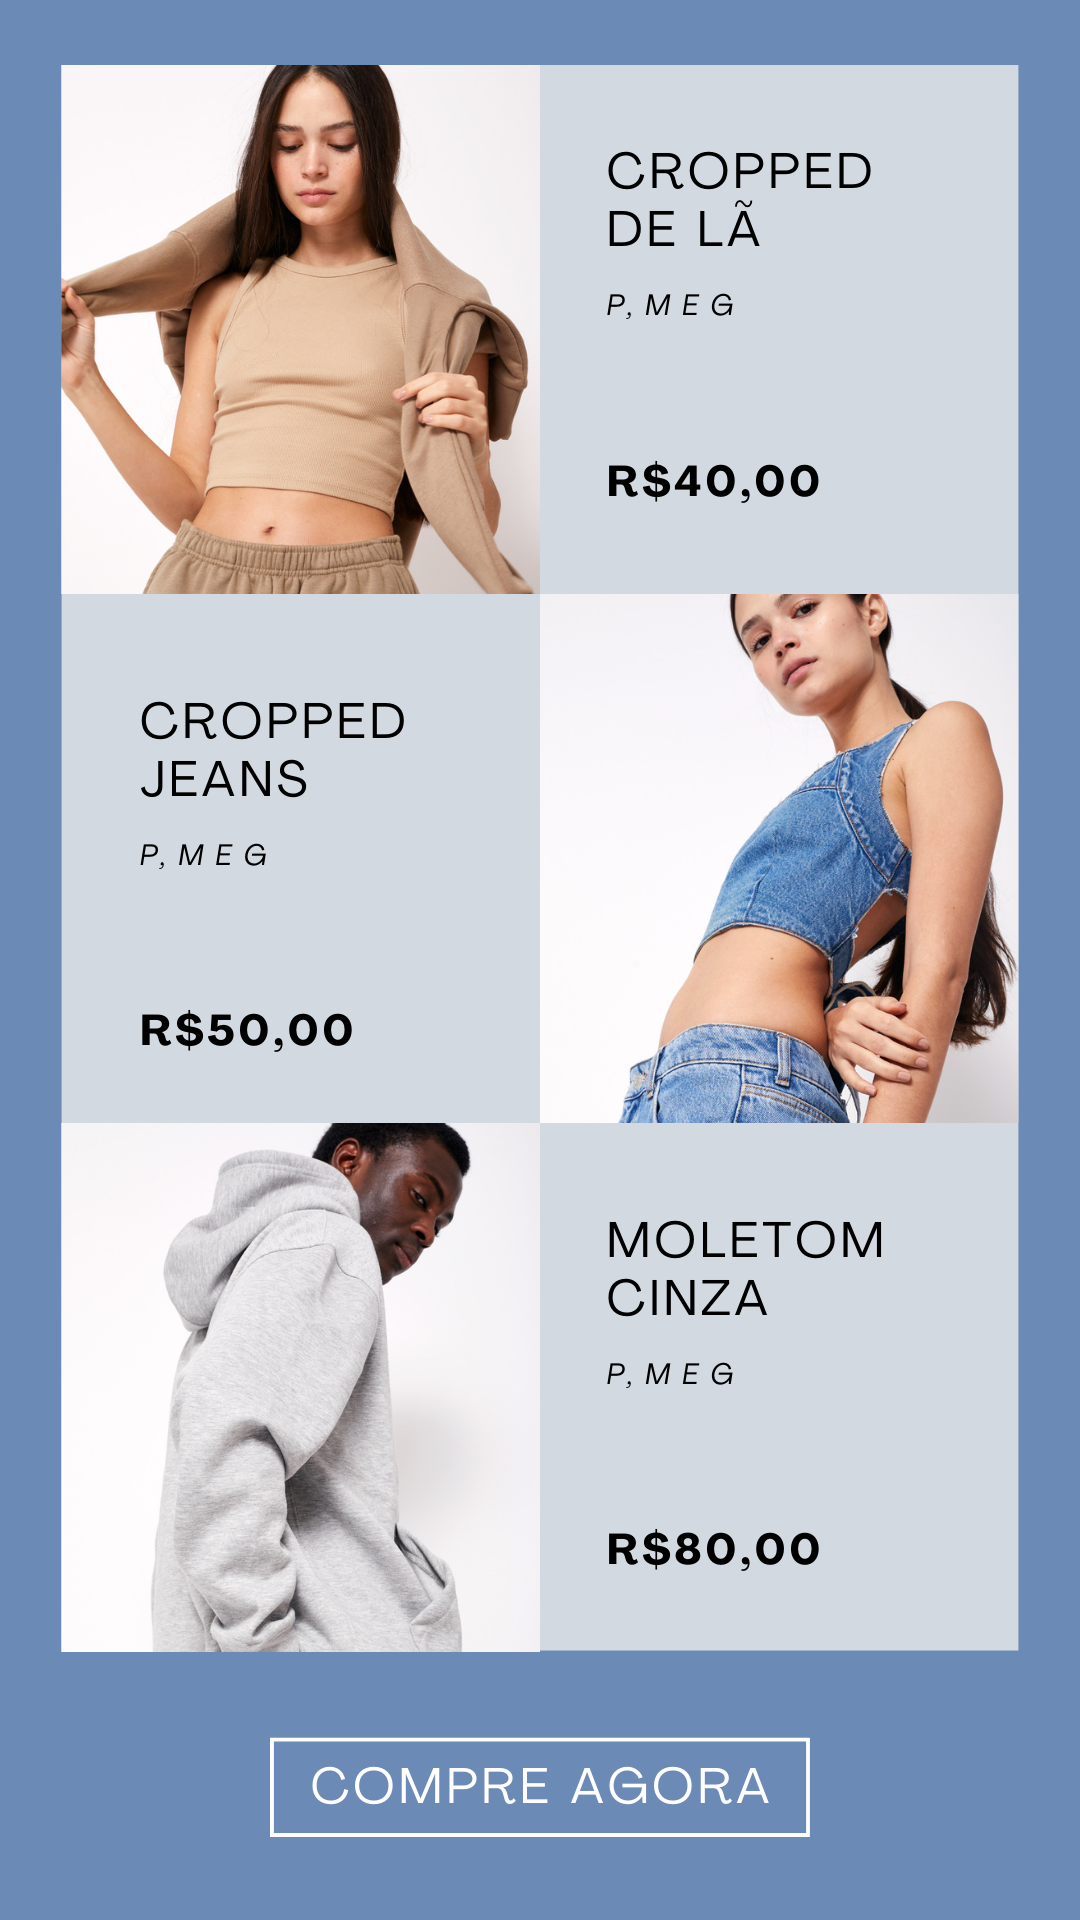 CROPPED
DE LÃ
P, M E G
R$40,00
CROPPED
JEANS
P, M E G
R$50,00
MOLETOM
CINZA
P, M E G
R$80,00
COMPRE AGORA